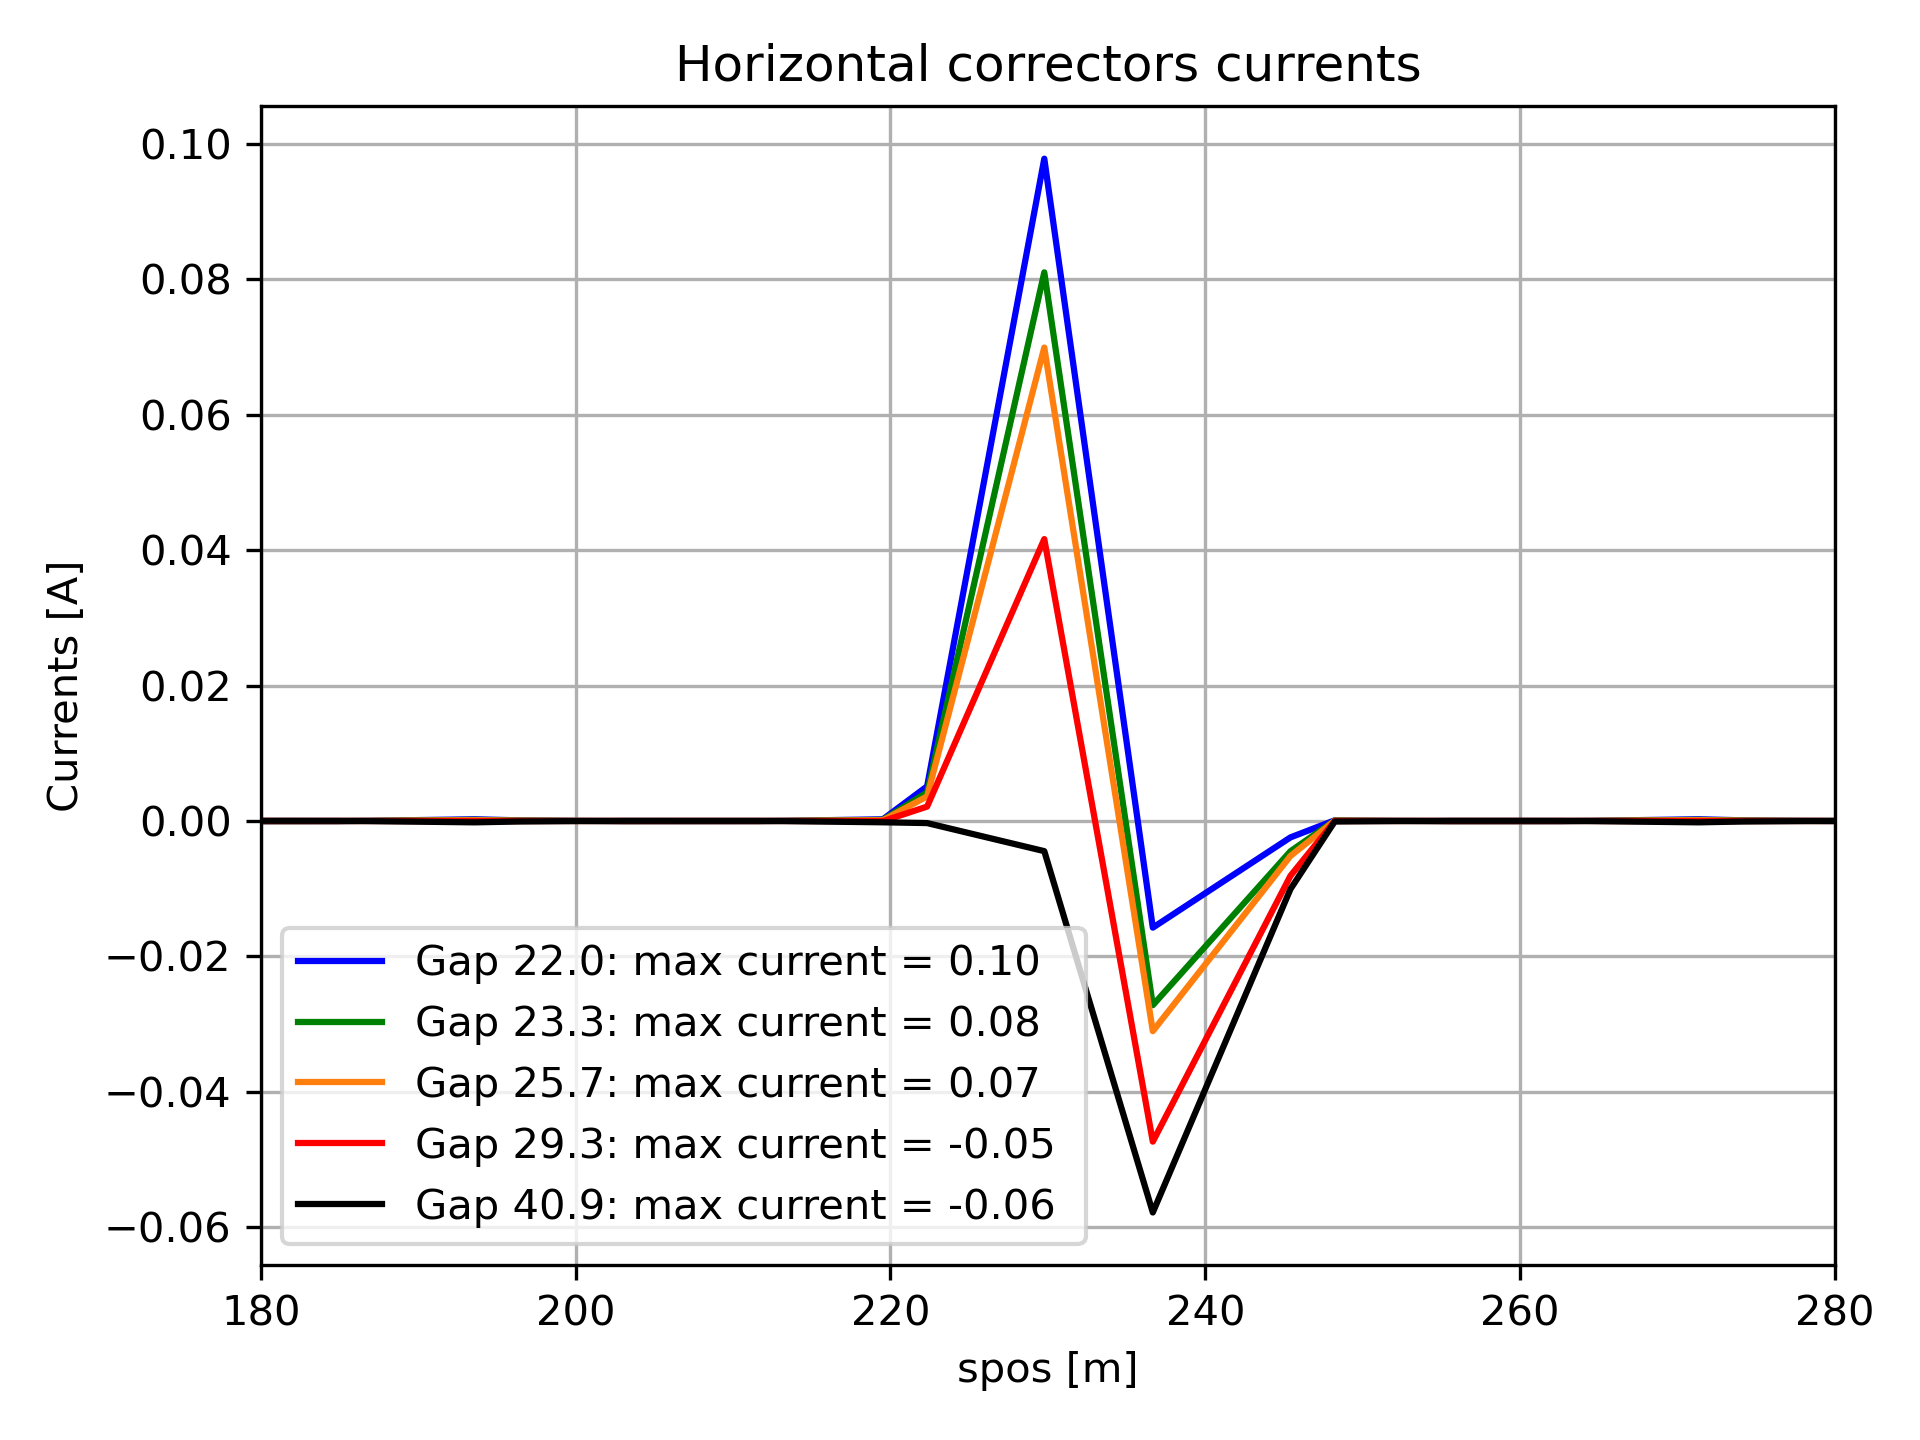 Horizontal correctors currents
0.10
0.08
0.06
0.04
0.02
0.00
−0.02
−0.04
−0.06
Currents [A]
Gap 22.0: max current = 0.10
Gap 23.3: max current = 0.08
Gap 25.7: max current = 0.07
Gap 29.3: max current = -0.05
Gap 40.9: max current = -0.06
180 200 220 240 260 280
spos [m]